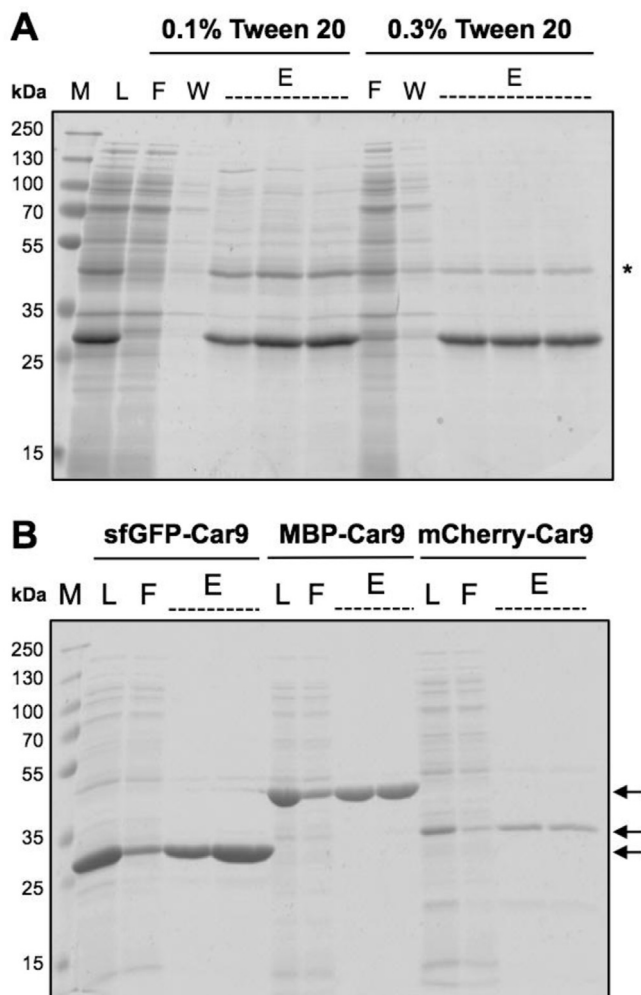 A
0.1% Tween 20 0.3% Tween 20
kDa M L F W E F W E
250
130
100
70
55
*
35
25
15
B
sfGFP-Car9 MBP-Car9 mCherry-Car9
kDa M L F E L F E L F E
250
130
100
70
55
35
25
15